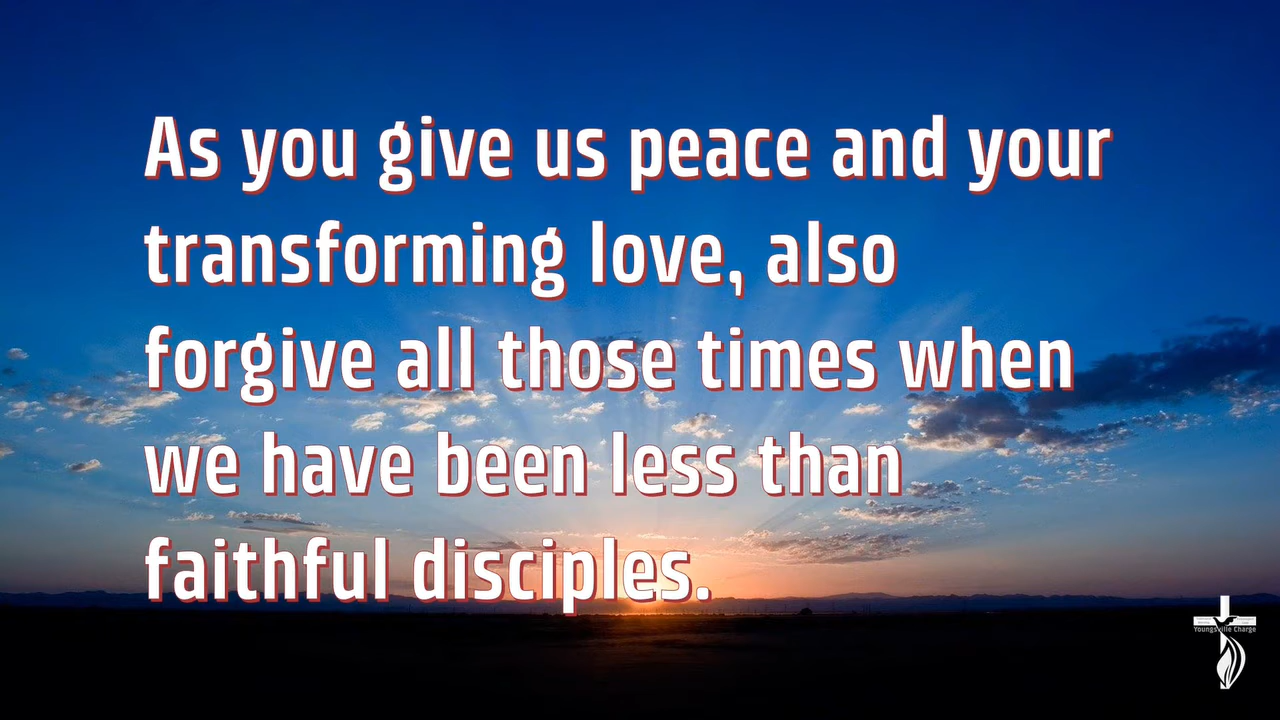 As you give us peace and your
transforming love, also
forgive all those times when
we have been less than
faithful disciples.
Youngsville Charge